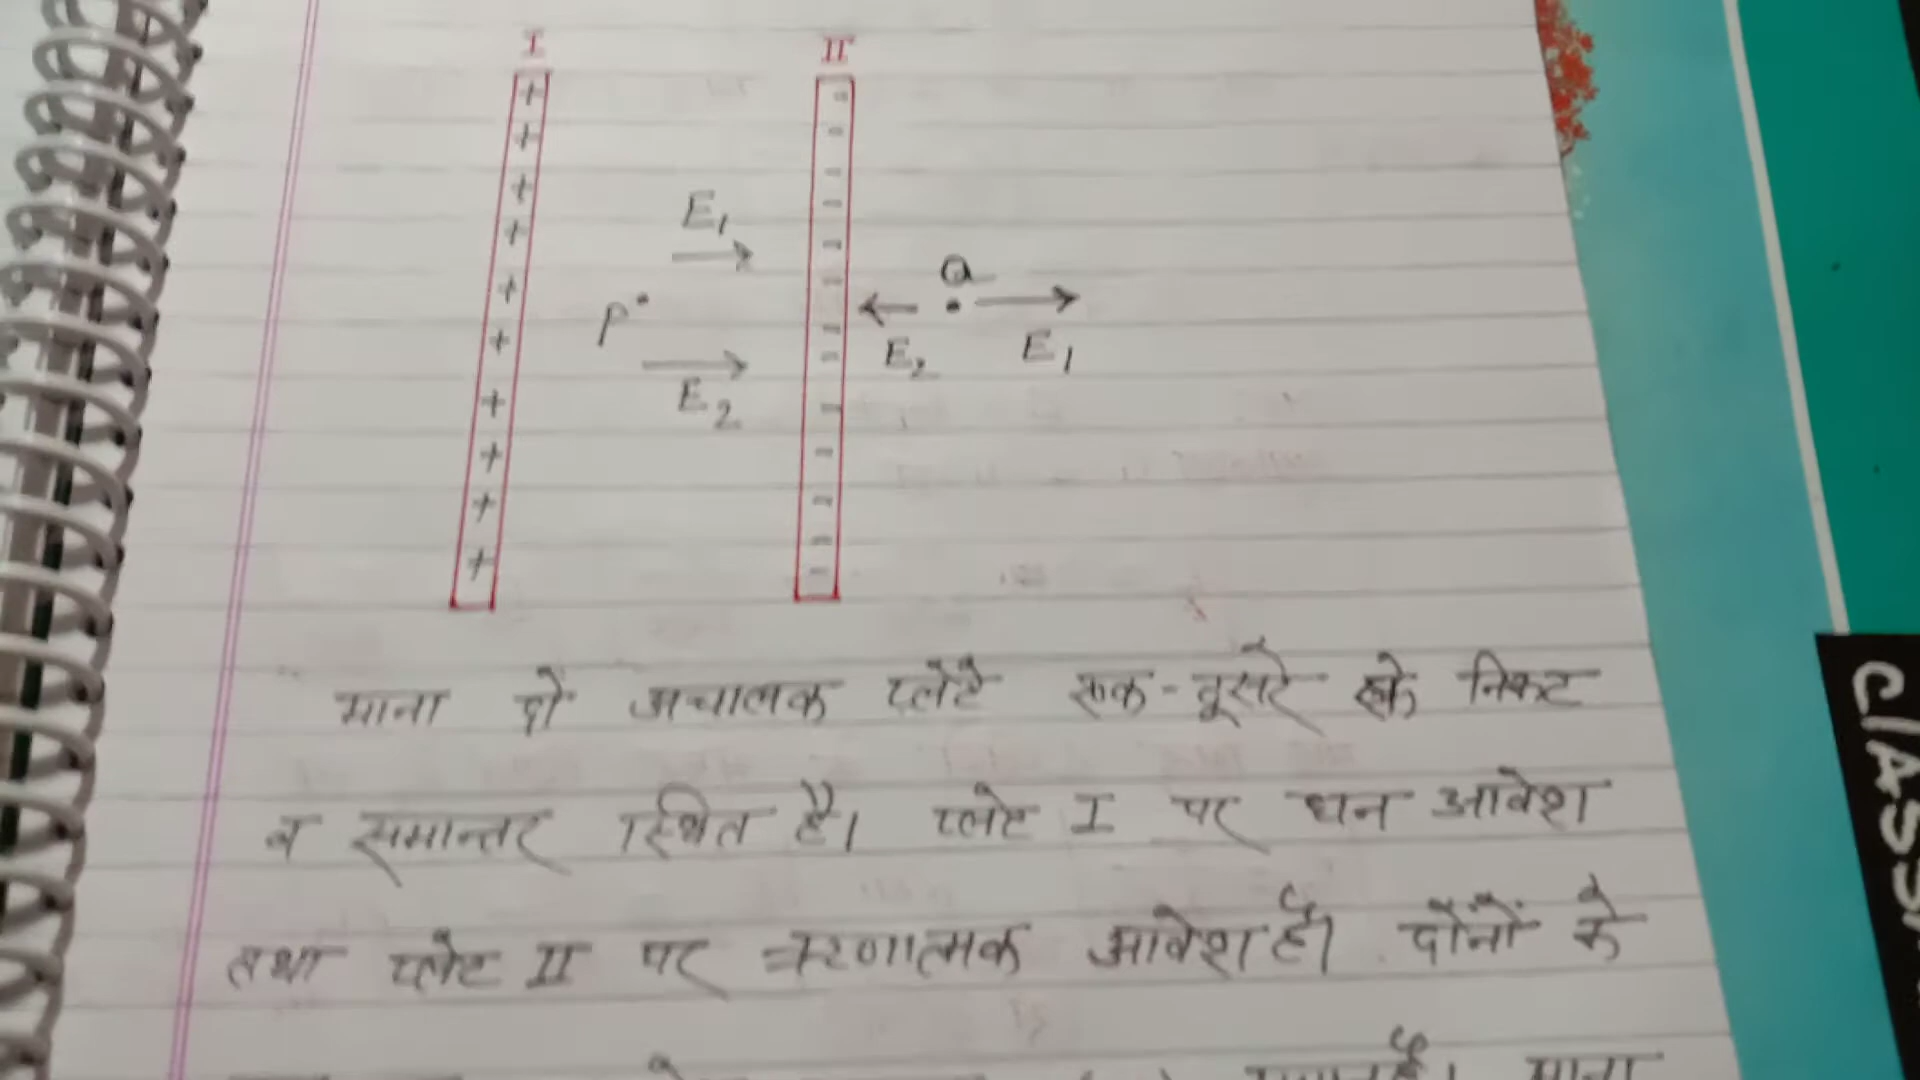 I II
+ -
+ -
+ -
+ -
E₁
+ -
Q
P
+ -
E₂ E₁
E₂
+ -
+ -
+ -
+ -
माना दो अचालक प्लेटें एक-दूसरे के निकट
व समान्तर स्थित है। प्लेट I पर धन आवेश
तथा प्लेट II पर ऋणात्मक आवेश है। दोनों के
माना
CLASS